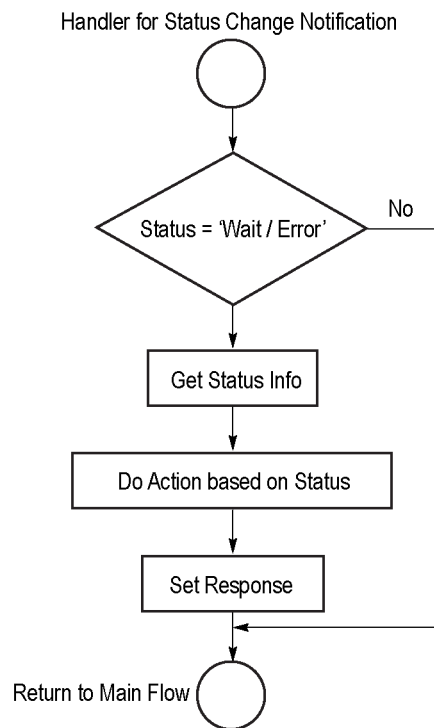 Handler for Status Change Notification
Status = ‘Wait / Error’
No
Get Status Info
Do Action based on Status
Set Response
Return to Main Flow